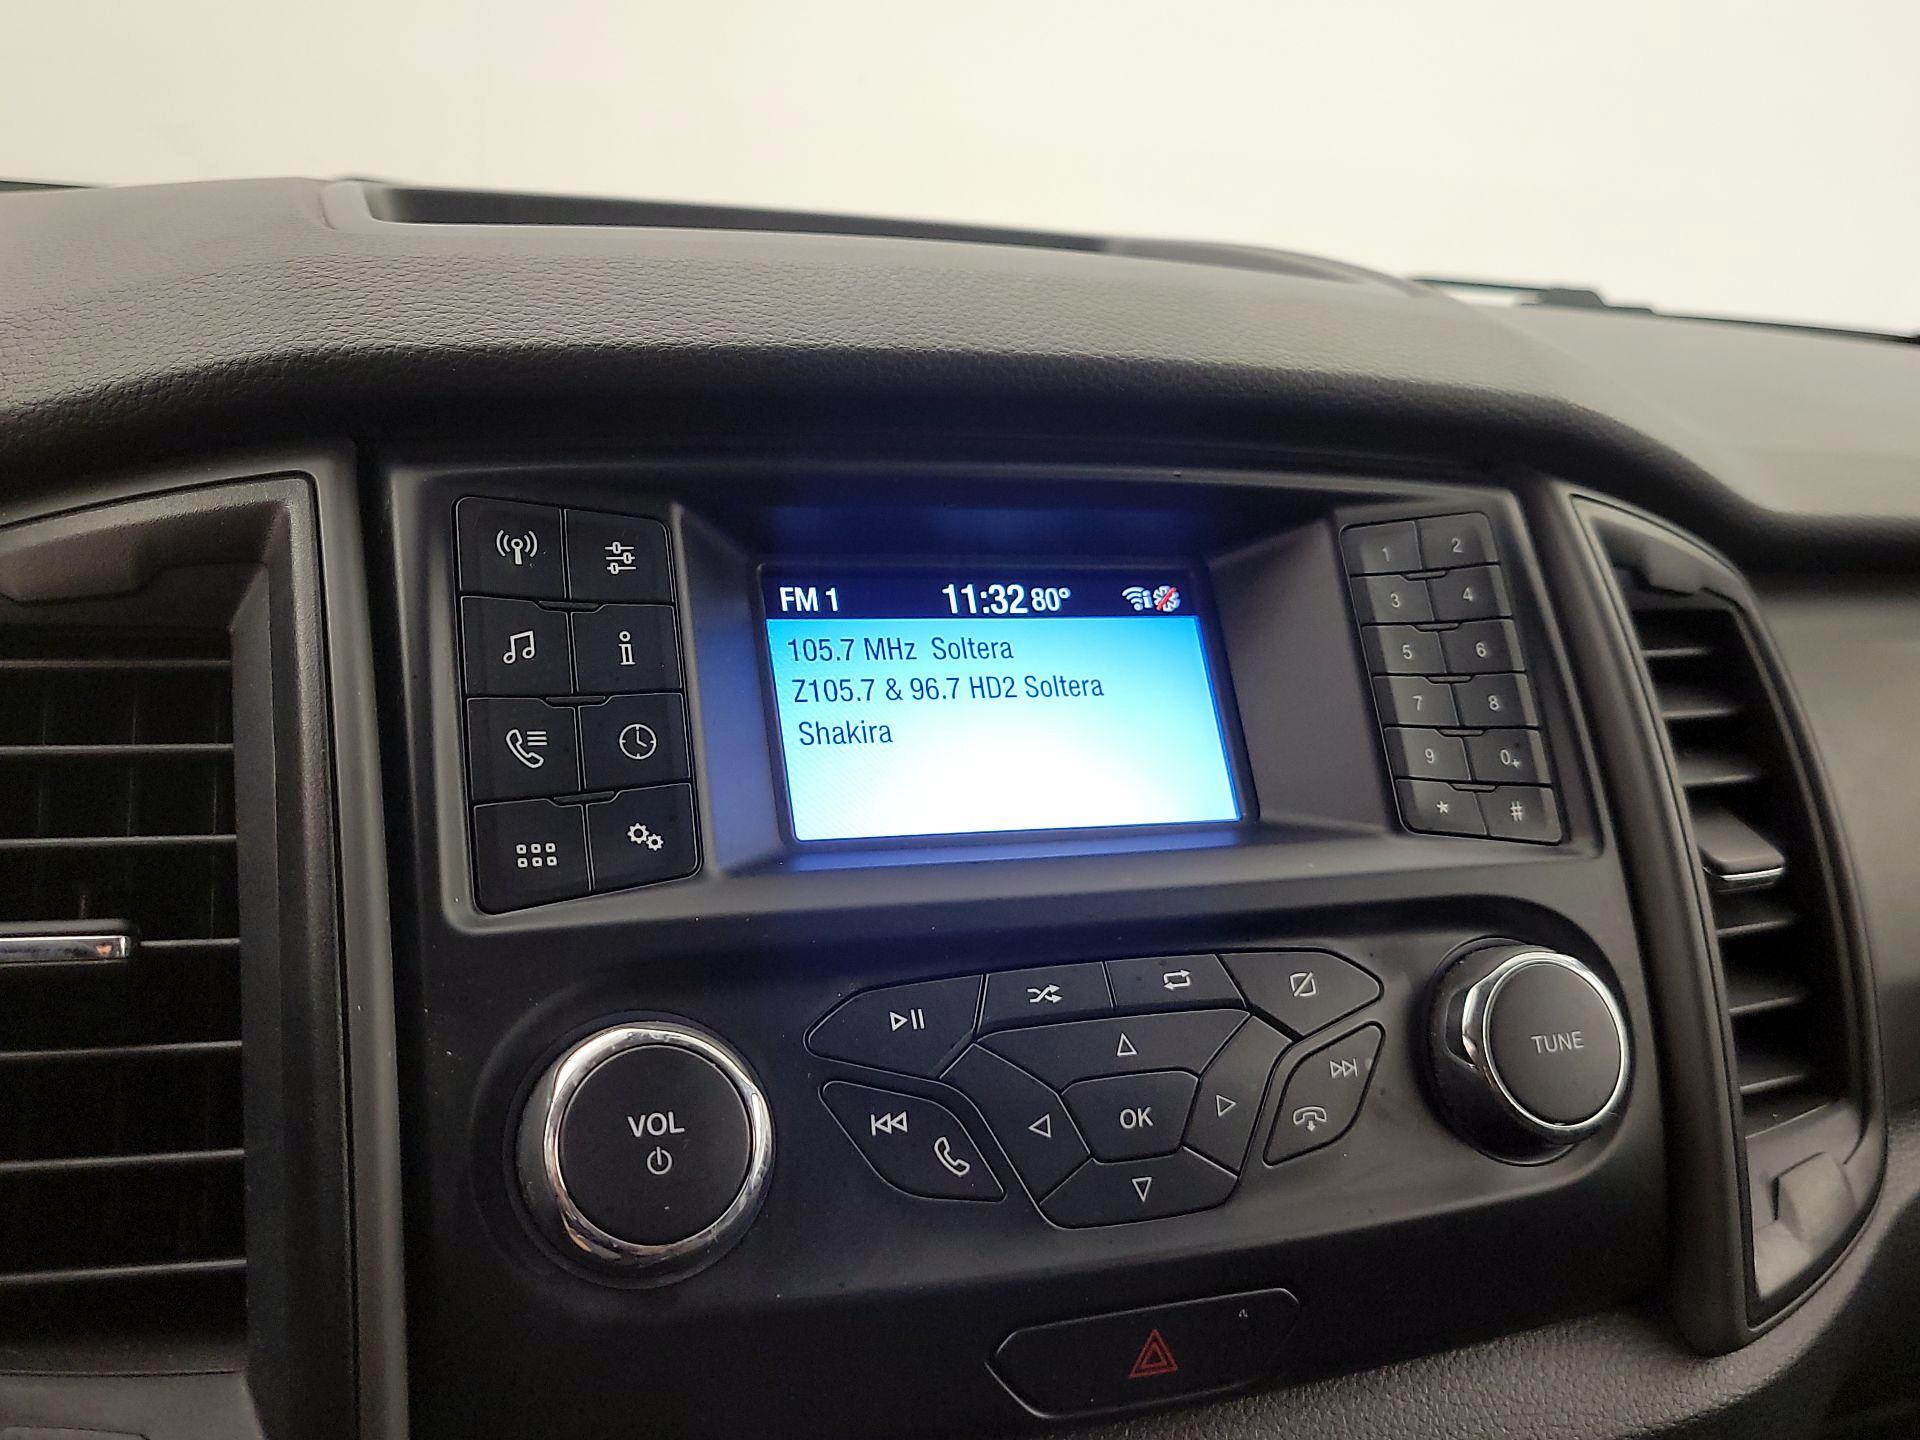 FM 1 11:32 80°
105.7 MHz Soltera
Z105.7 & 96.7 HD2 Soltera
Shakira
1 2
3 4
5 6
7 8
9 0+
* #
VOL
OK
TUNE